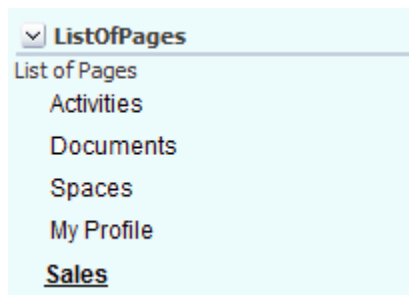 ListOfPages
List of Pages
Activities
Documents
Spaces
My Profile
Sales